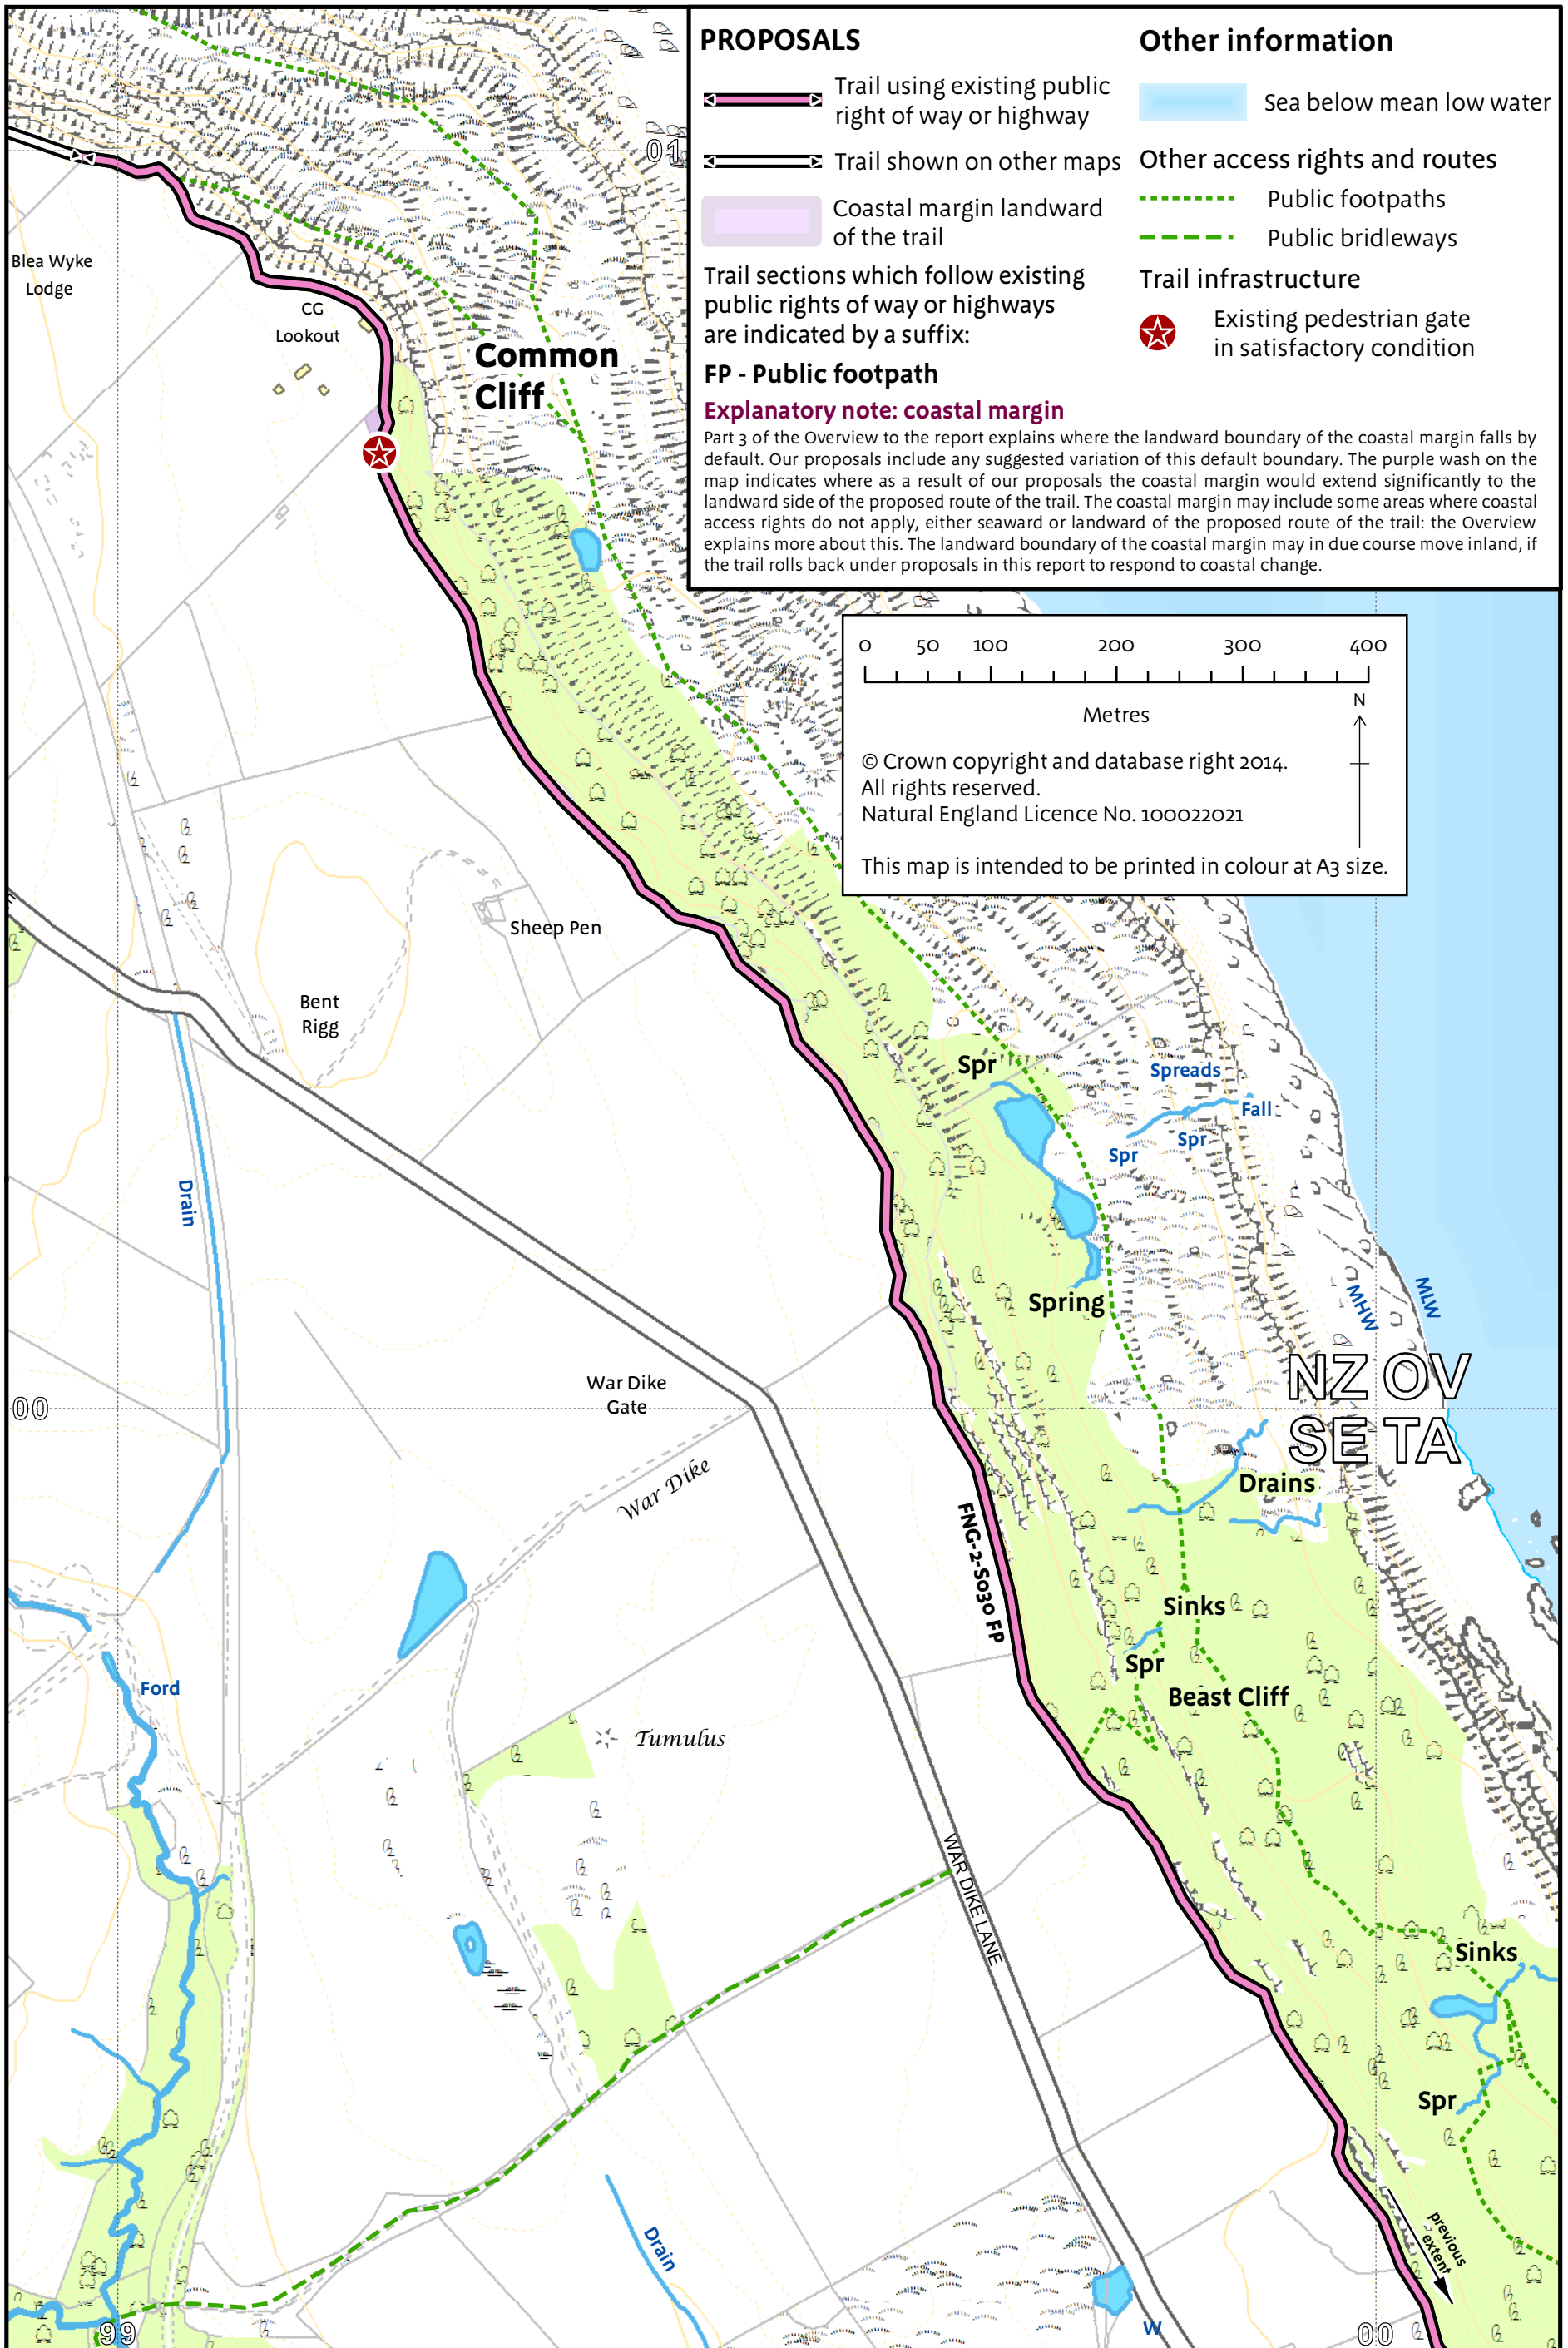 PROPOSALS
Trail using existing public
right of way or highway
Trail shown on other maps
Coastal margin landward
of the trail
Trail sections which follow existing
public rights of way or highways
are indicated by a suffix:
FP - Public footpath
Other information
Sea below mean low water
Other access rights and routes
Public footpaths
Public bridleways
Trail infrastructure
Existing pedestrian gate
in satisfactory condition
Explanatory note: coastal margin
Part 3 of the Overview to the report explains where the landward boundary of the coastal margin falls by
default. Our proposals include any suggested variation of this default boundary. The purple wash on the
map indicates where as a result of our proposals the coastal margin would extend significantly to the
landward side of the proposed route of the trail. The coastal margin may include some areas where coastal
access rights do not apply, either seaward or landward of the proposed route of the trail: the Overview
explains more about this. The landward boundary of the coastal margin may in due course move inland, if
the trail rolls back under proposals in this report to respond to coastal change.
0 50 100 200 300 400
Metres
N
© Crown copyright and database right 2014.
All rights reserved.
Natural England Licence No. 100022021
This map is intended to be printed in colour at A3 size.
01
Blea Wyke
Lodge
CG
Lookout
Common
Cliff
Sheep Pen
Bent
Rigg
Spr
Spreads
Fall
Spr
Spr
Drain
Spring
MHW
MLW
NZ OV
SE TA
00
War Dike
Gate
War Dike
Drains
FNG-2-S030 FP
Sinks
Spr
Beast Cliff
Ford
Tumulus
WAR DIKE LANE
Sinks
Spr
previous
extent
Drain
W
99
00